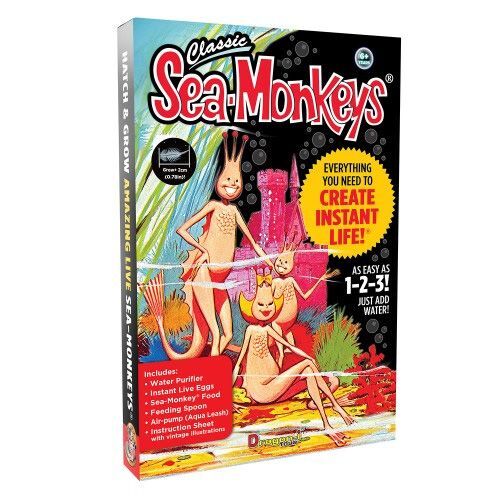 HATCH & GROW AMAZING LIVE SEA-MONKEYS®
Classic
Sea-Monkeys®
6+
YEARS
Grow+ 2cm
(0.78in)!
EVERYTHING
YOU NEED TO
CREATE
INSTANT
LIFE!®
AS EASY AS
1-2-3!
JUST ADD
WATER!
Includes:
• Water Purifier
• Instant Live Eggs
• Sea-Monkey® Food
• Feeding Spoon
• Air-pump (Aqua Leash)
• Instruction Sheet
with vintage illustrations